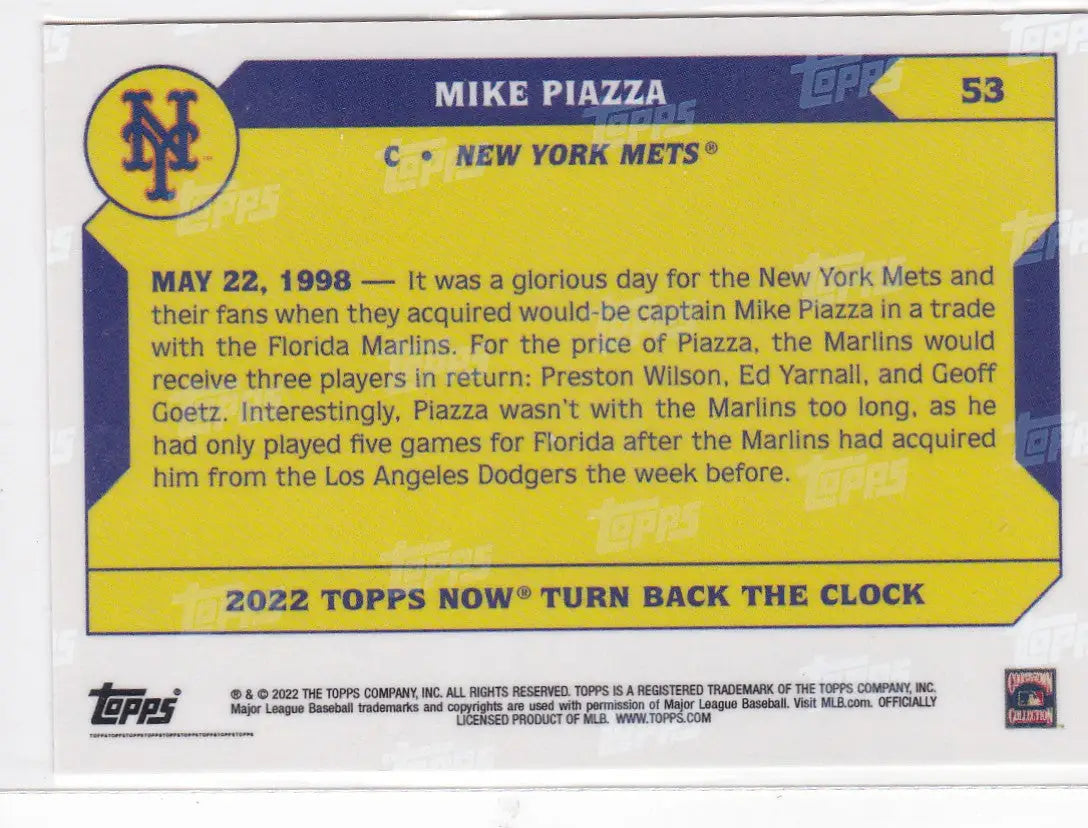 MIKE PIAZZA
53
NY
C • NEW YORK METS®
MAY 22, 1998 — It was a glorious day for the New York Mets and
their fans when they acquired would-be captain Mike Piazza in a trade
with the Florida Marlins. For the price of Piazza, the Marlins would
receive three players in return: Preston Wilson, Ed Yarnall, and Geoff
Goetz. Interestingly, Piazza wasn't with the Marlins too long, as he
had only played five games for Florida after the Marlins had acquired
him from the Los Angeles Dodgers the week before.
2022 TOPPS NOW® TURN BACK THE CLOCK
Topps®
® & © 2022 THE TOPPS COMPANY, INC. ALL RIGHTS RESERVED. TOPPS IS A REGISTERED TRADEMARK OF THE TOPPS COMPANY, INC.
Major League Baseball trademarks and copyrights are used with permission of Major League Baseball. Visit MLB.com. OFFICIALLY
LICENSED PRODUCT OF MLB. WWW.TOPPS.COM
TOPPSTOPPSTOPPSTOPPSTOPPSTOPPSTOPPSTOPPSTOPPS
COOPERSTOWN
COLLECTION